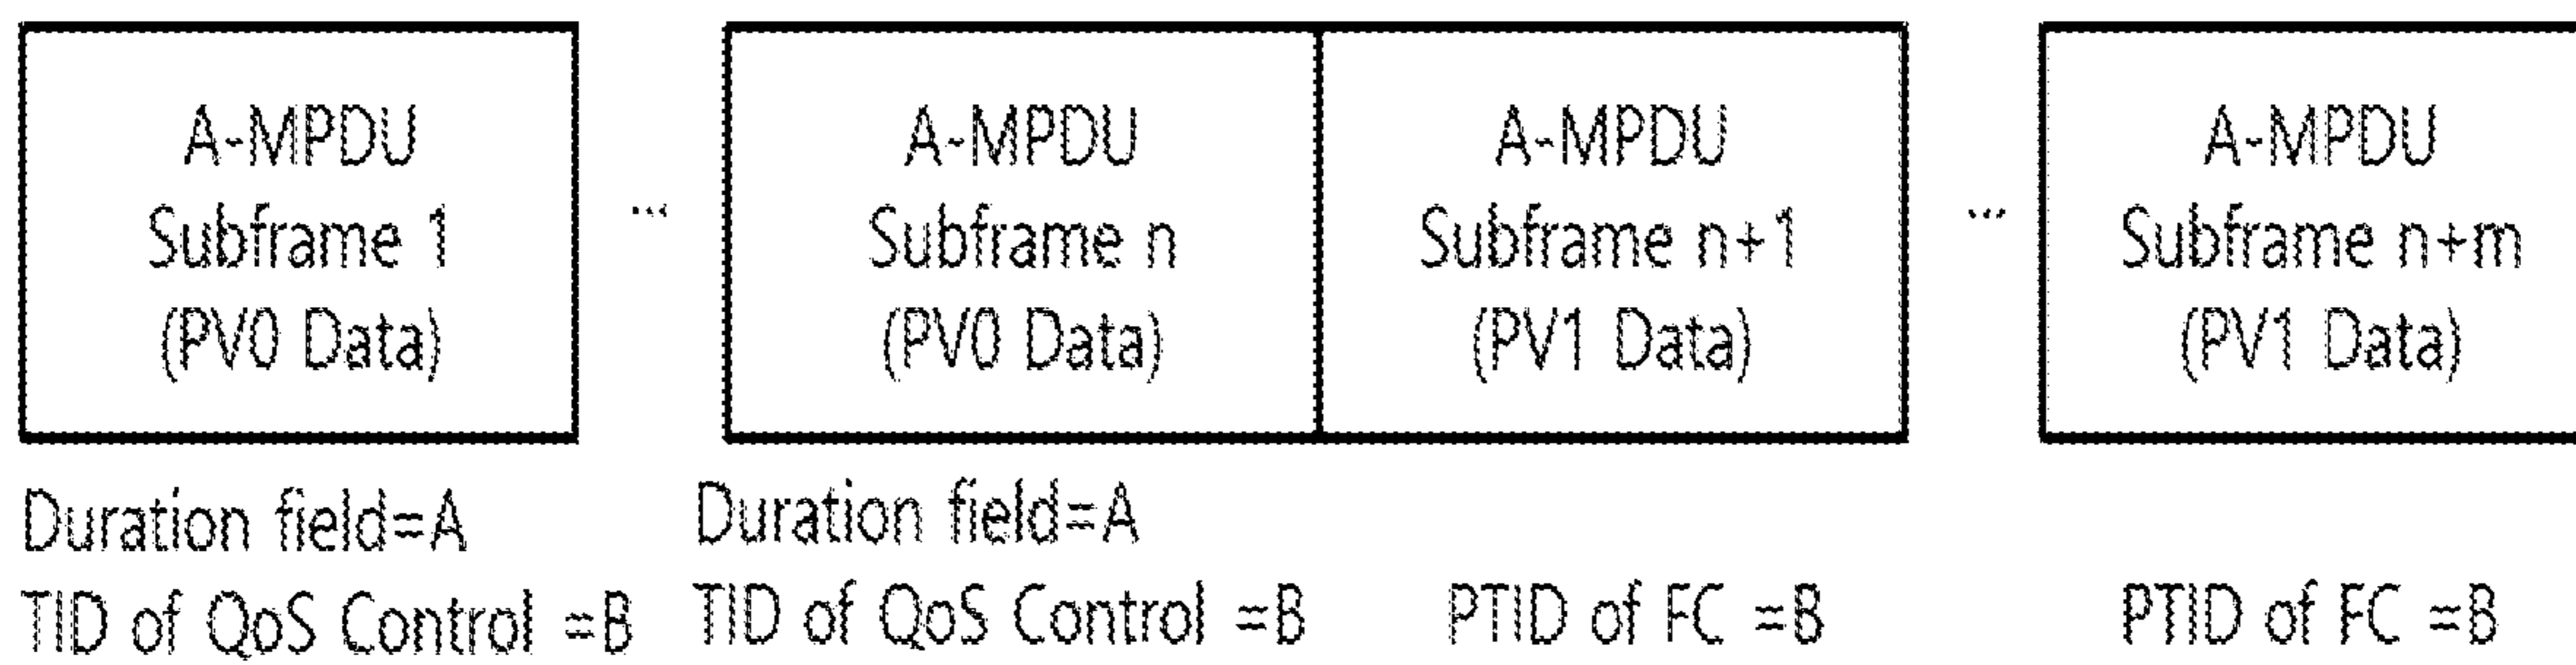 A-MPDU
Subframe 1
(PV0 Data)
...
A-MPDU
Subframe n
(PV0 Data)
A-MPDU
Subframe n+1
(PV1 Data)
...
A-MPDU
Subframe n+m
(PV1 Data)
Duration field=A
TID of QoS Control =B
Duration field=A
TID of QoS Control =B
PTID of FC =B
PTID of FC =B